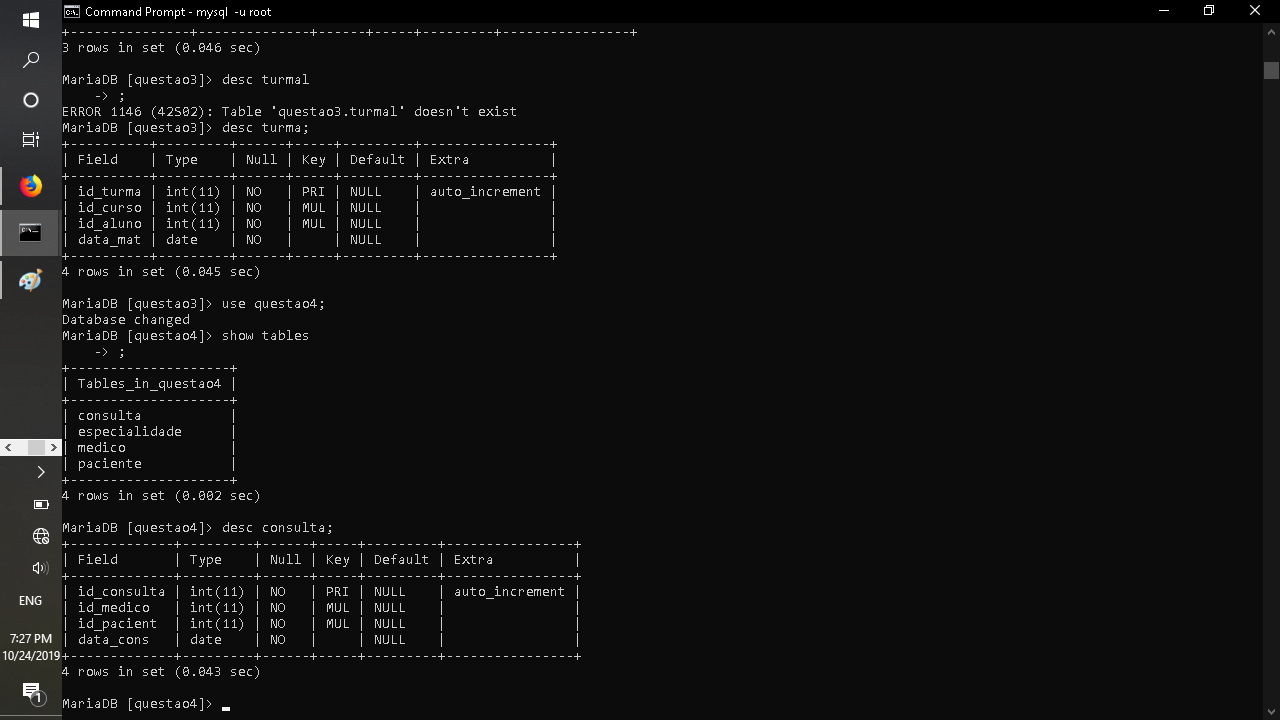 Command Prompt - mysql  -u root
+---------------+--------------+------+-----+---------+----------------+
3 rows in set (0.046 sec)
MariaDB [questao3]> desc turmal
    -> ;
ERROR 1146 (42S02): Table 'questao3.turmal' doesn't exist
MariaDB [questao3]> desc turma;
+----------+---------+------+-----+---------+----------------+
| Field    | Type    | Null | Key | Default | Extra          |
+----------+---------+------+-----+---------+----------------+
| id_turma | int(11) | NO   | PRI | NULL    | auto_increment |
| id_curso | int(11) | NO   | MUL | NULL    |                |
| id_aluno | int(11) | NO   | MUL | NULL    |                |
| data_mat | date    | NO   |     | NULL    |                |
+----------+---------+------+-----+---------+----------------+
4 rows in set (0.045 sec)
MariaDB [questao3]> use questao4;
Database changed
MariaDB [questao4]> show tables
    -> ;
+--------------------+
| Tables_in_questao4 |
+--------------------+
| consulta           |
| especialidade      |
| medico             |
| paciente           |
+--------------------+
4 rows in set (0.002 sec)
MariaDB [questao4]> desc consulta;
+-------------+---------+------+-----+---------+----------------+
| Field       | Type    | Null | Key | Default | Extra          |
+-------------+---------+------+-----+---------+----------------+
| id_consulta | int(11) | NO   | PRI | NULL    | auto_increment |
| id_medico   | int(11) | NO   | MUL | NULL    |                |
| id_pacient  | int(11) | NO   | MUL | NULL    |                |
| data_cons   | date    | NO   |     | NULL    |                |
+-------------+---------+------+-----+---------+----------------+
4 rows in set (0.043 sec)
MariaDB [questao4]> _
ENG
7:27 PM
10/24/2019
1